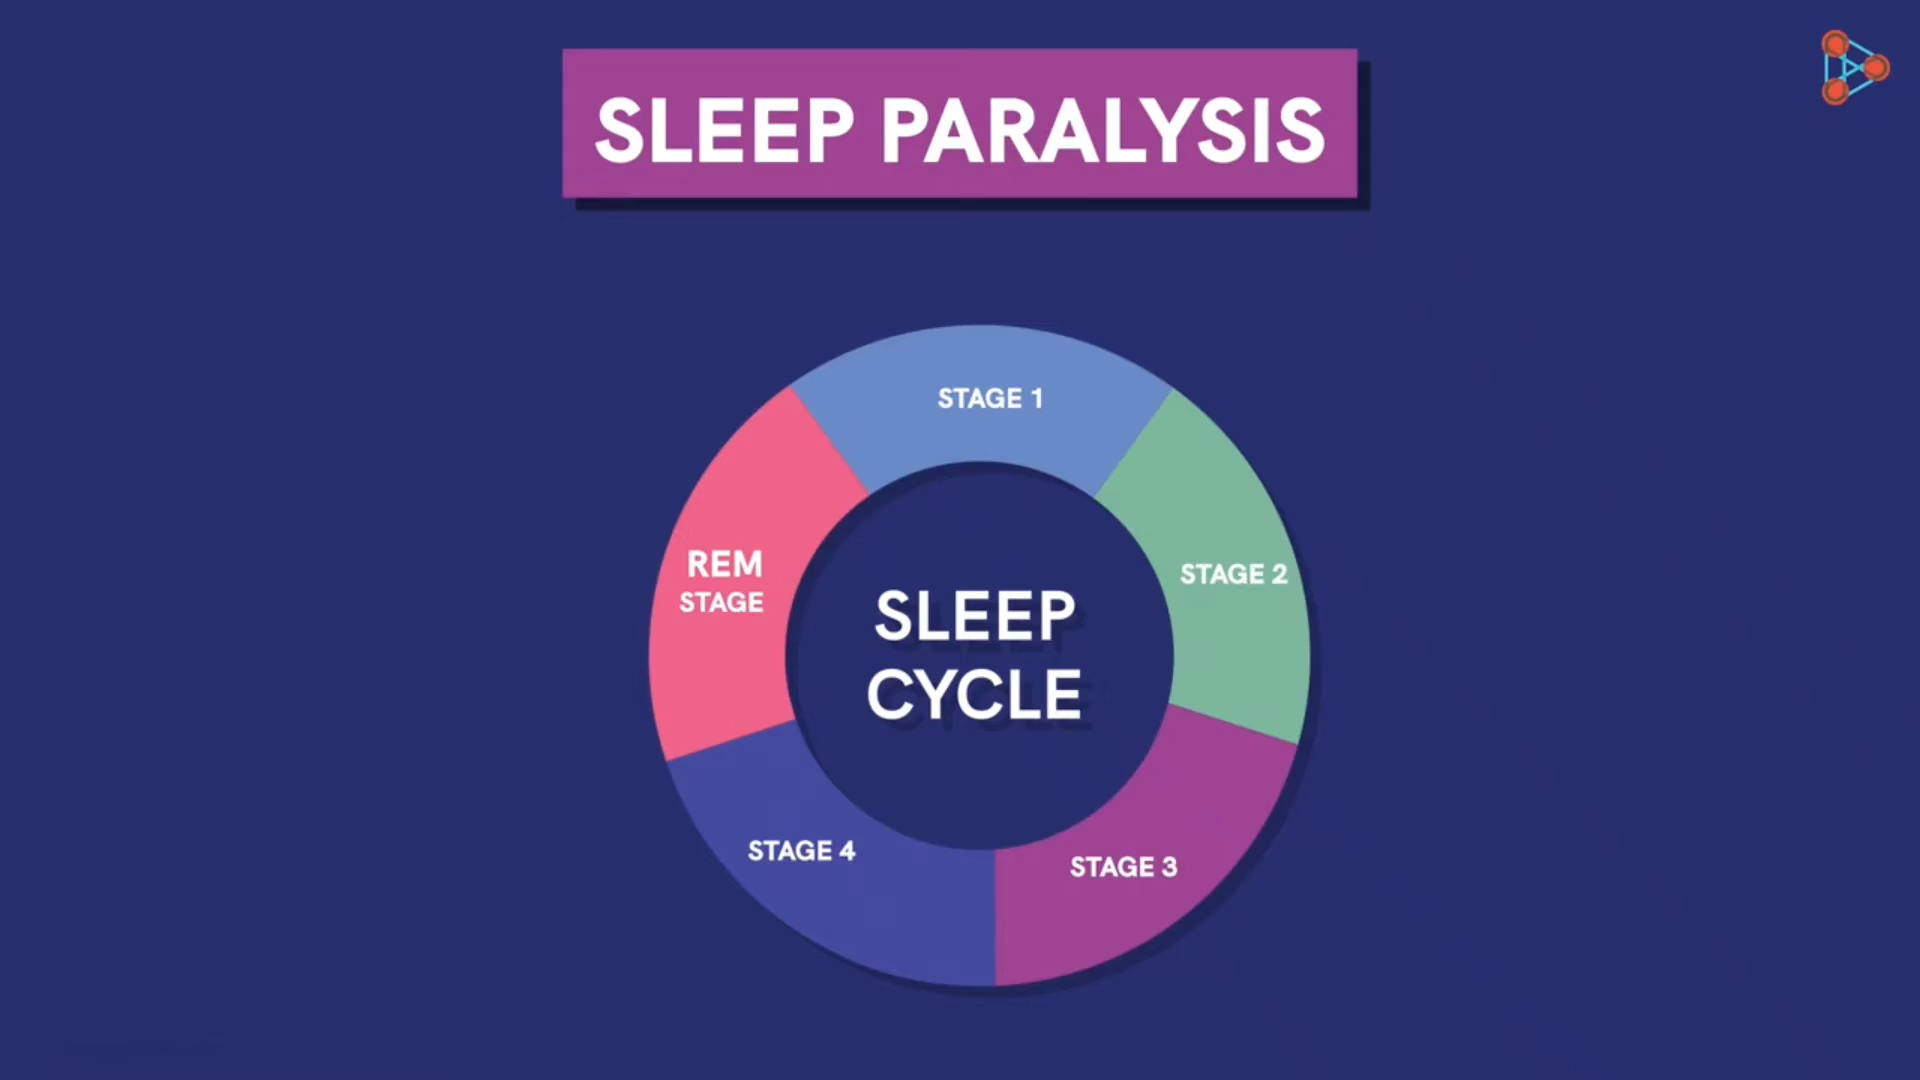 SLEEP PARALYSIS
STAGE 1
STAGE 2
STAGE 3
STAGE 4
REM
STAGE
SLEEP
CYCLE